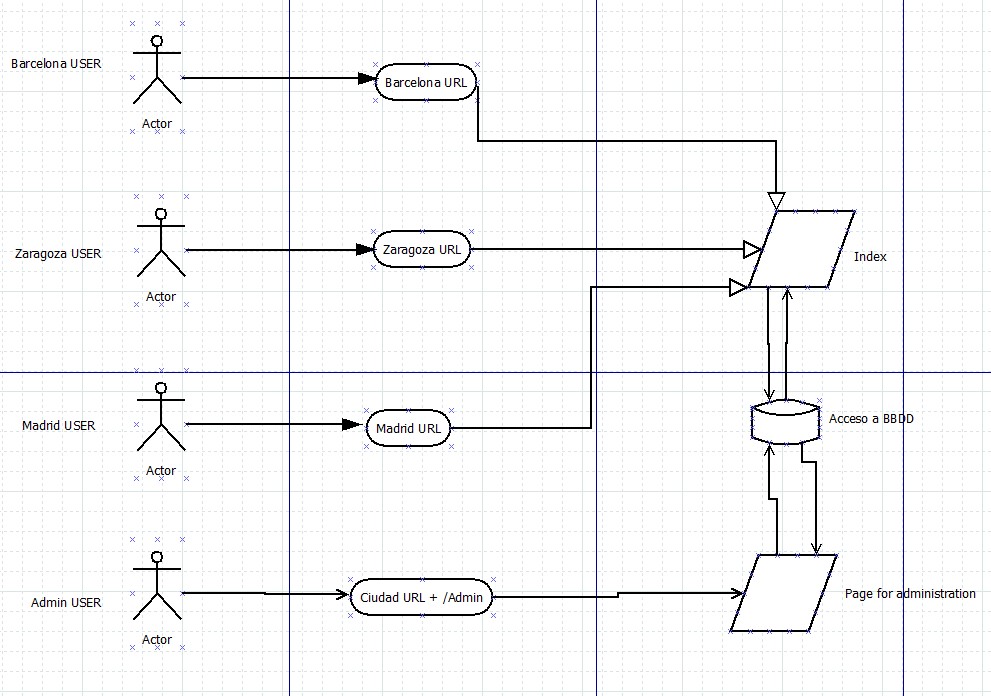 Barcelona USER
Barcelona URL
Actor
Zaragoza USER
Zaragoza URL
Index
Actor
Acceso a BBDD
Madrid USER
Madrid URL
Actor
Admin USER
Ciudad URL + /Admin
Page for administration
Actor